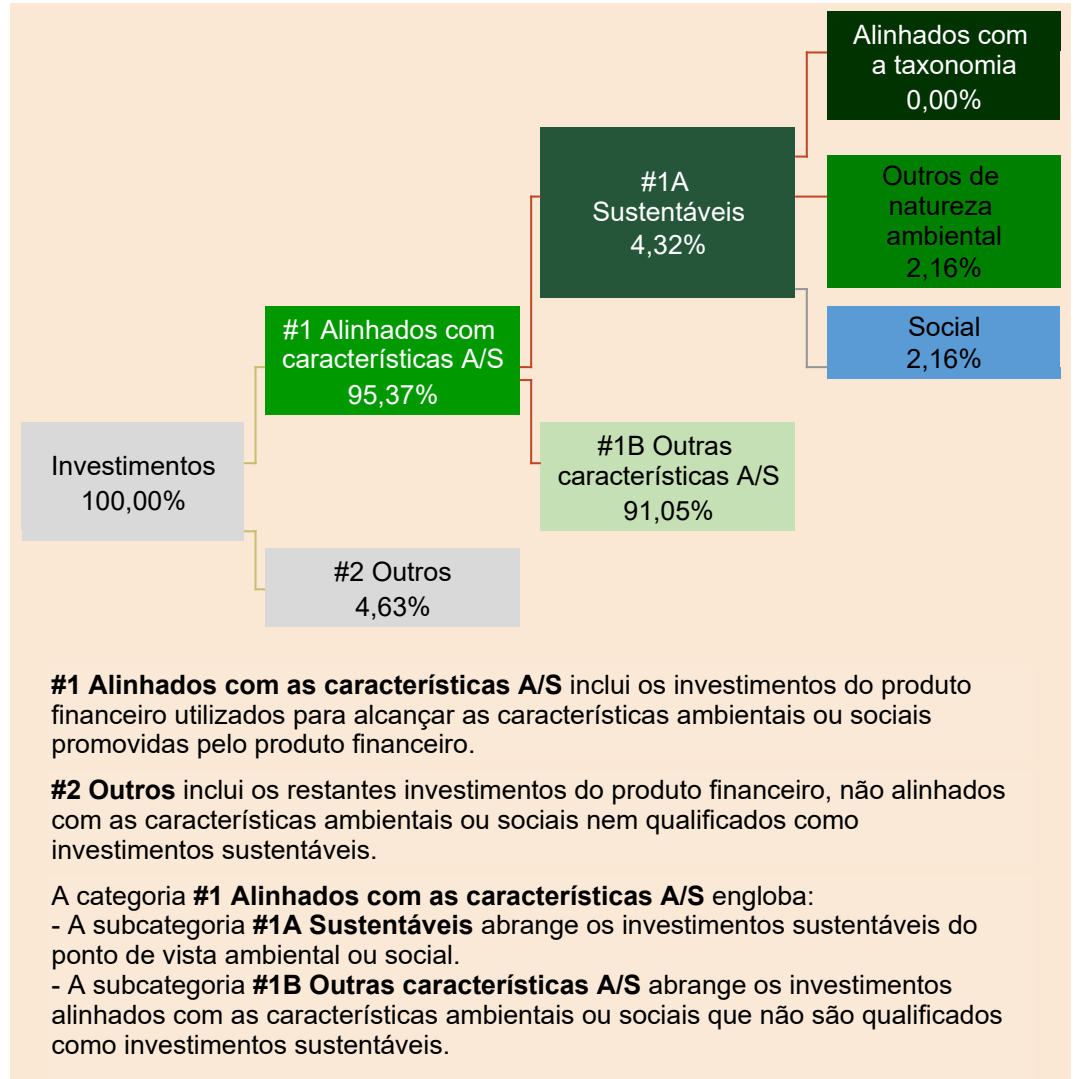 Alinhados com
a taxonomia
0,00%
#1A
Sustentáveis
4,32%
Outros de
natureza
ambiental
2,16%
#1 Alinhados com
características A/S
95,37%
Social
2,16%
Investimentos
100,00%
#1B Outras
características A/S
91,05%
#2 Outros
4,63%
#1 Alinhados com as características A/S inclui os investimentos do produto
financeiro utilizados para alcançar as características ambientais ou sociais
promovidas pelo produto financeiro.
#2 Outros inclui os restantes investimentos do produto financeiro, não alinhados
com as características ambientais ou sociais nem qualificados como
investimentos sustentáveis.
A categoria #1 Alinhados com as características A/S engloba:
- A subcategoria #1A Sustentáveis abrange os investimentos sustentáveis do
ponto de vista ambiental ou social.
- A subcategoria #1B Outras características A/S abrange os investimentos
alinhados com as características ambientais ou sociais que não são qualificados
como investimentos sustentáveis.